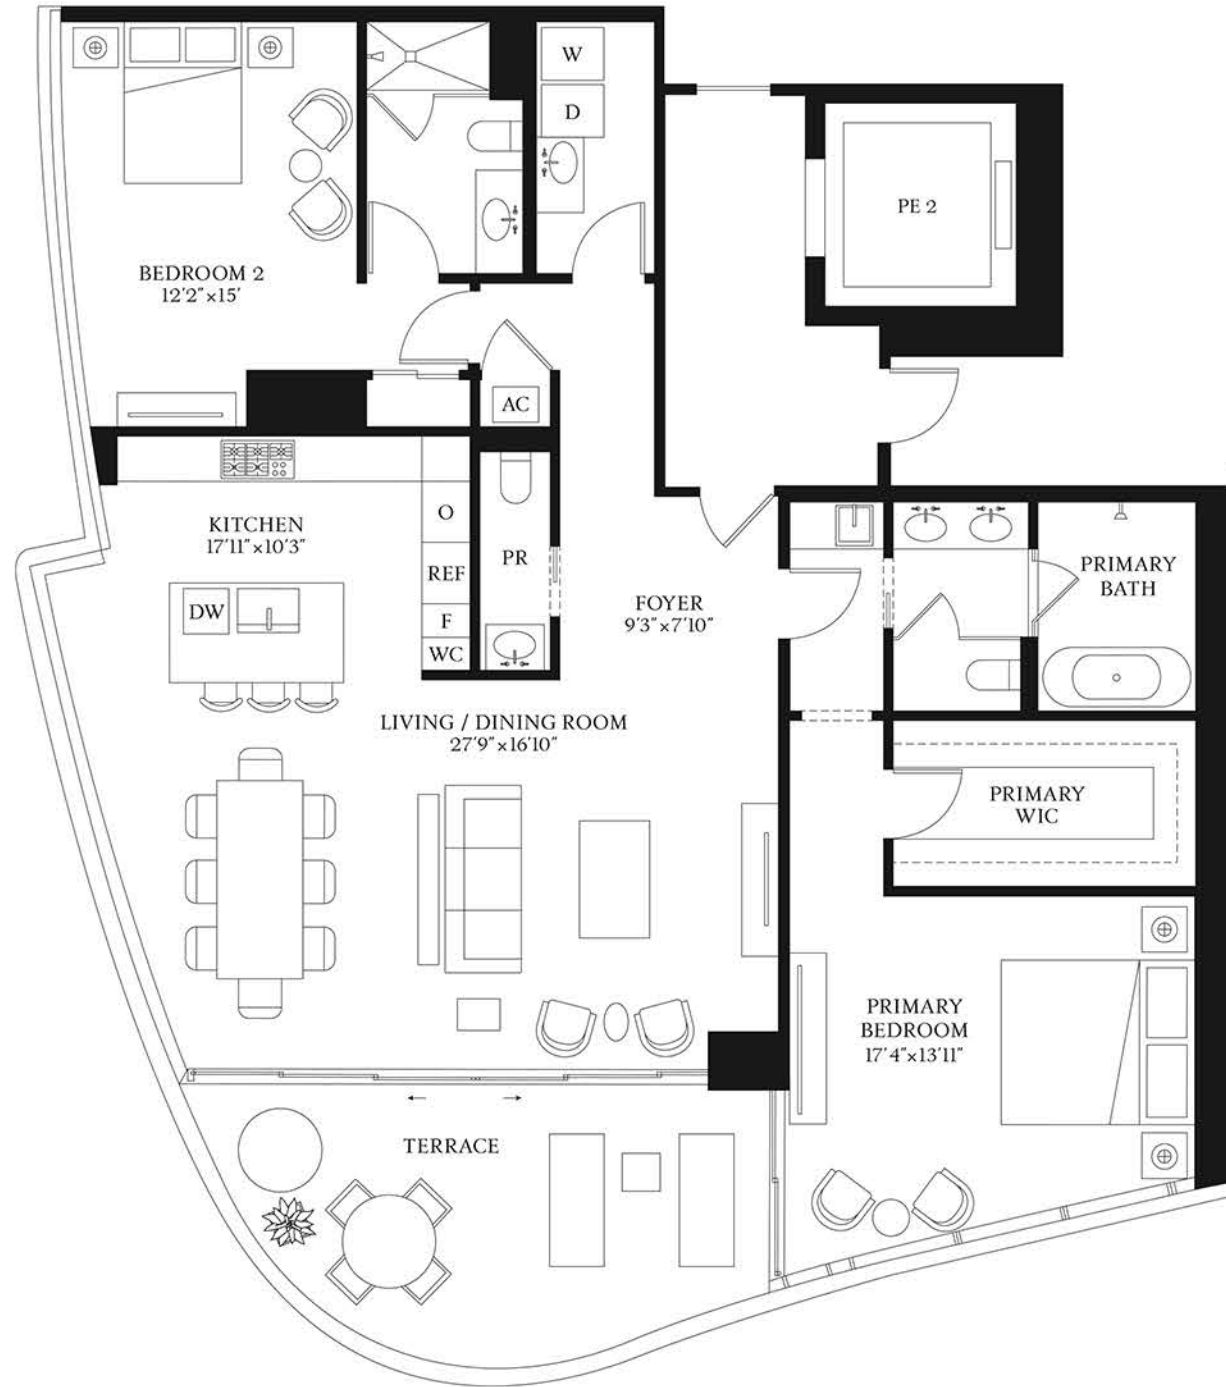 W
D
PE 2
BEDROOM 2
12'2"×15'
AC
KITCHEN
17'11"×10'3"
O
REF
F
WC
DW
PR
FOYER
9'3"×7'10"
PRIMARY
BATH
LIVING / DINING ROOM
27'9"×16'10"
PRIMARY
WIC
PRIMARY
BEDROOM
17'4"×13'11"
TERRACE